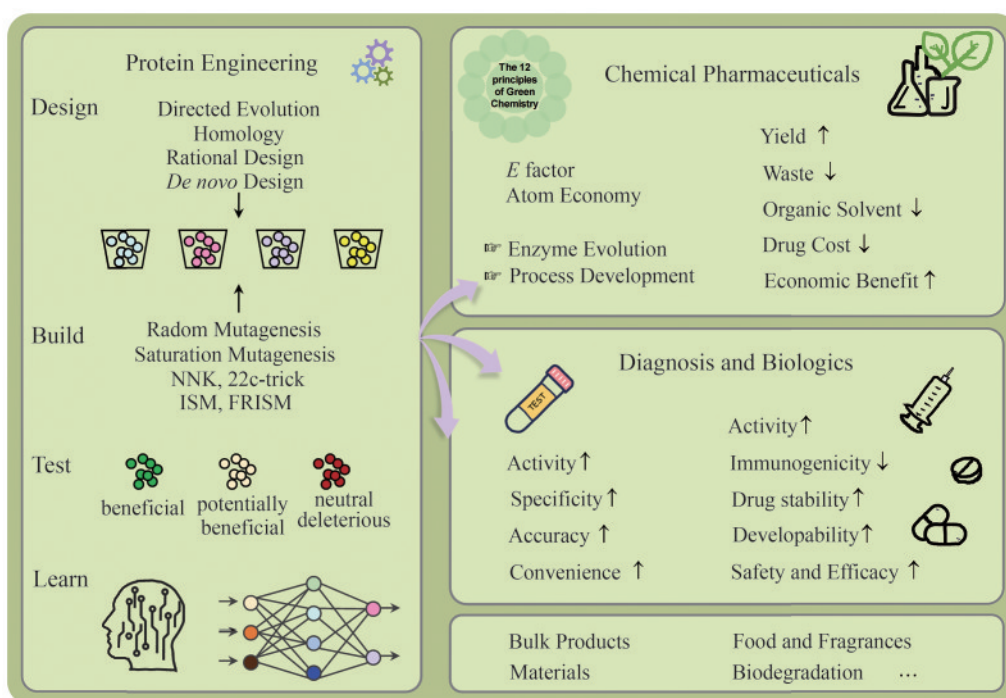 Protein Engineering
Design
Directed Evolution
Homology
Rational Design
De novo Design
Build
Radom Mutagenesis
Saturation Mutagenesis
NNK, 22c-trick
ISM, FRISM
Test
beneficial
potentially
beneficial
neutral
deleterious
Learn
The 12
principles
of Green
Chemistry
Chemical Pharmaceuticals
E factor
Atom Economy
☞ Enzyme Evolution
☞ Process Development
Yield ↑
Waste ↓
Organic Solvent ↓
Drug Cost ↓
Economic Benefit ↑
Diagnosis and Biologics
TEST
Activity ↑
Specificity ↑
Accuracy ↑
Convenience ↑
Activity ↑
Immunogenicity ↓
Drug stability ↑
Developability ↑
Safety and Efficacy ↑
Bulk Products
Materials
Food and Fragrances
Biodegradation ...